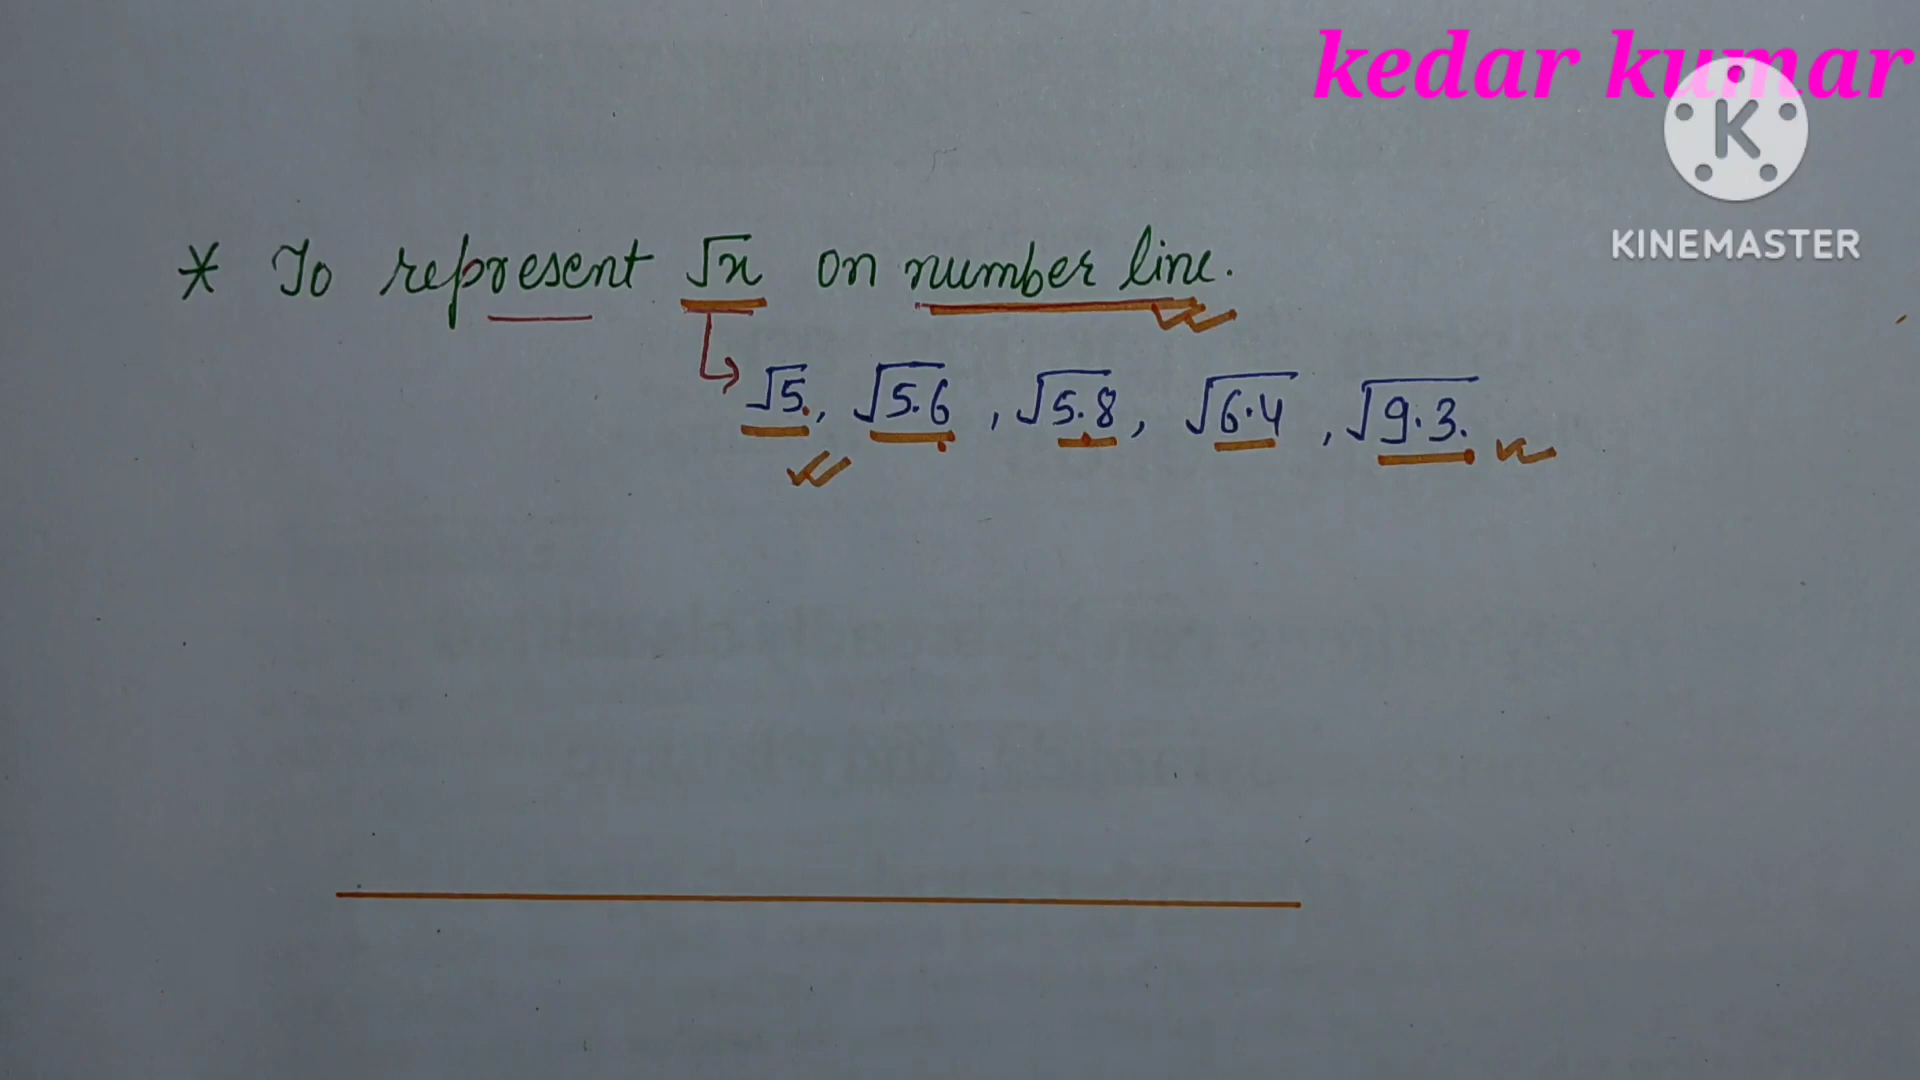 kedar kumar
KINEMASTER
* To represent √x on number line.
√5, √5.6, √5.8, √6.4, √9.3.